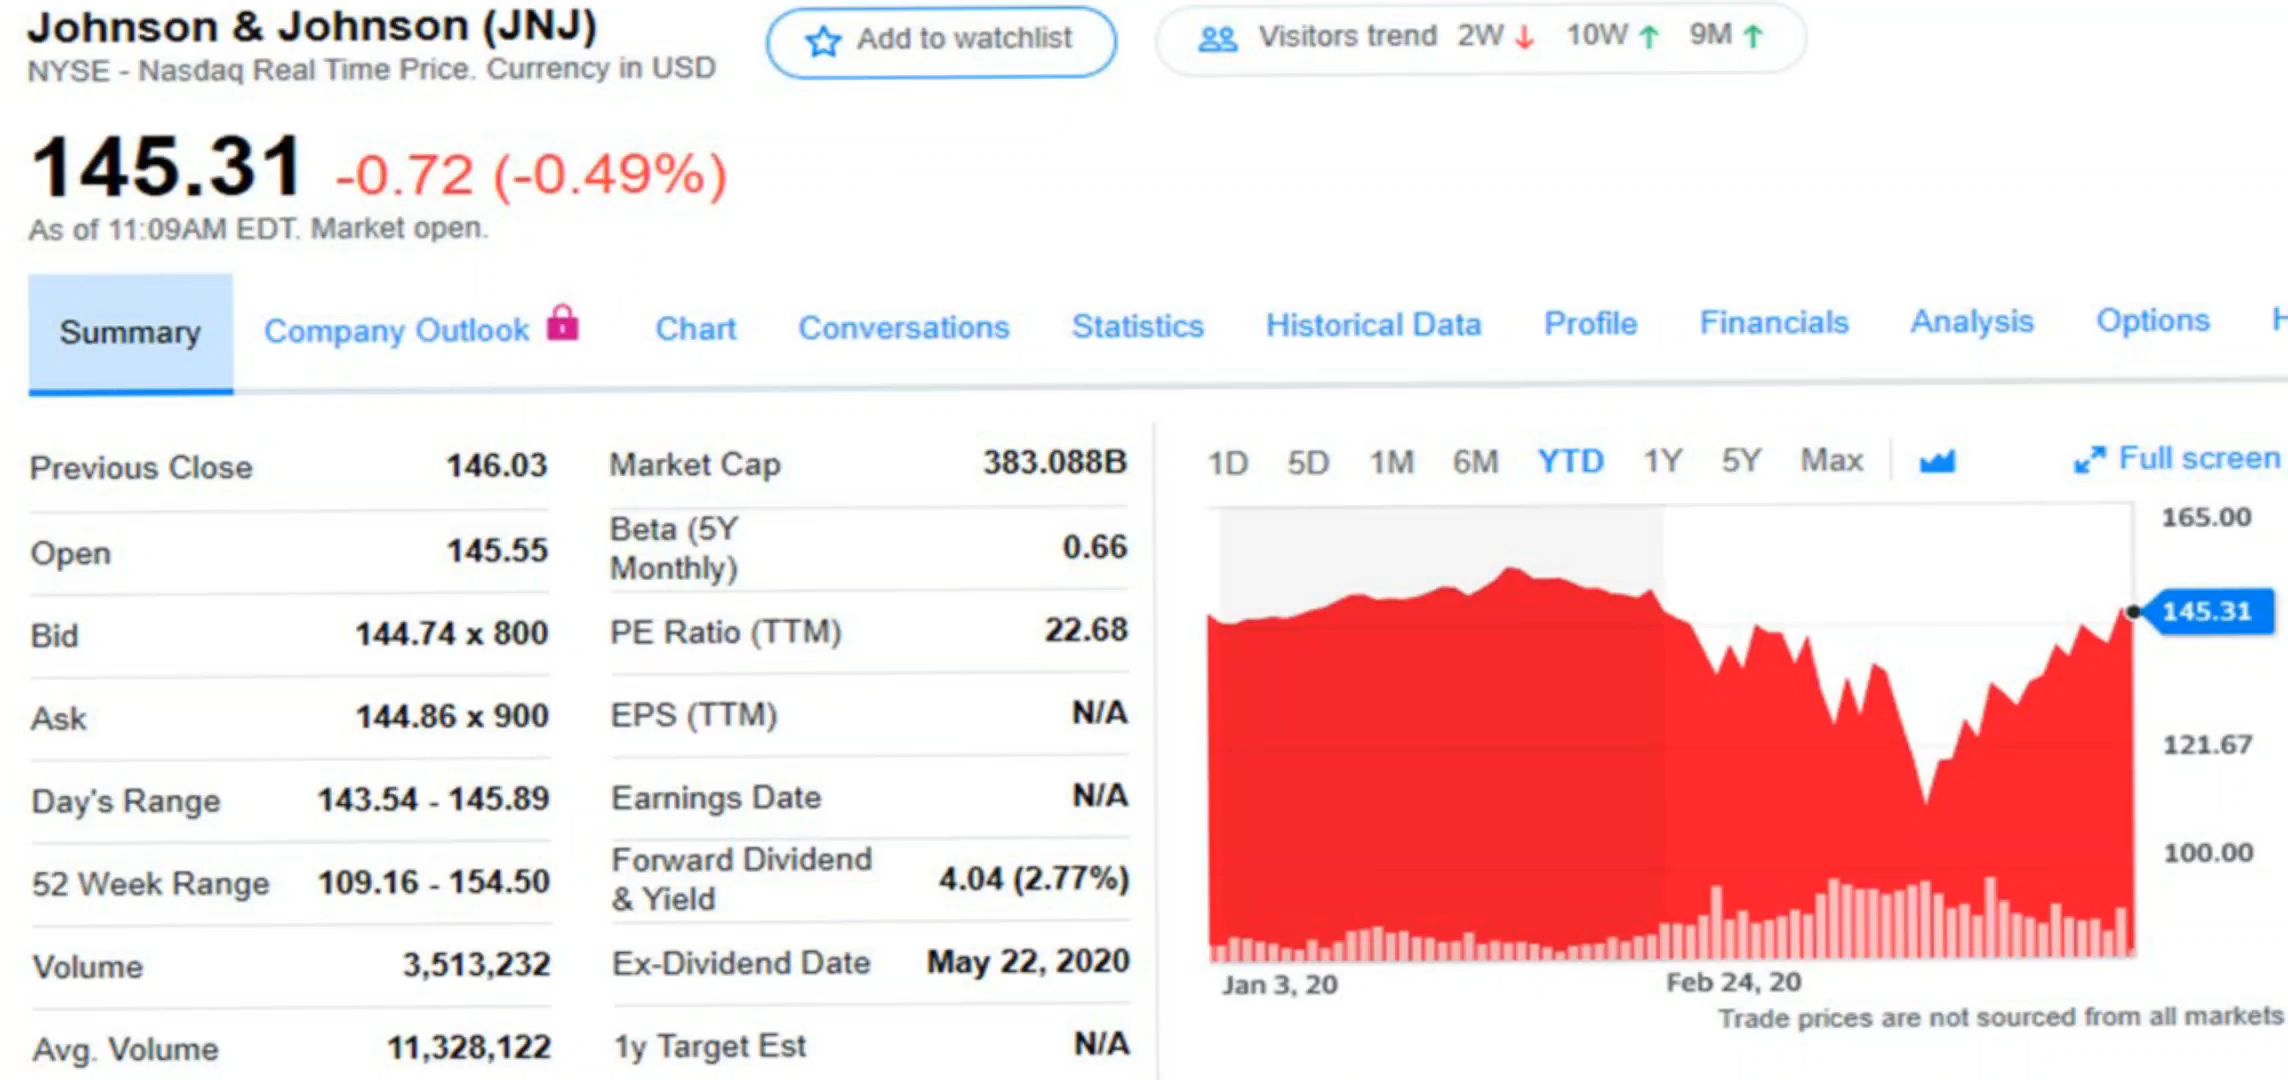 Johnson & Johnson (JNJ)
NYSE - Nasdaq Real Time Price. Currency in USD
Add to watchlist
Visitors trend 2W ↓ 10W ↑ 9M ↑
145.31 -0.72 (-0.49%)
As of 11:09AM EDT. Market open.
Summary Company Outlook Chart Conversations Statistics Historical Data Profile Financials Analysis Options H
Previous Close 146.03
Open 145.55
Bid 144.74 x 800
Ask 144.86 x 900
Day's Range 143.54 - 145.89
52 Week Range 109.16 - 154.50
Volume 3,513,232
Avg. Volume 11,328,122
Market Cap 383.088B
Beta (5Y
Monthly) 0.66
PE Ratio (TTM) 22.68
EPS (TTM) N/A
Earnings Date N/A
Forward Dividend
& Yield 4.04 (2.77%)
Ex-Dividend Date May 22, 2020
1y Target Est N/A
1D 5D 1M 6M YTD 1Y 5Y Max Full screen
165.00
145.31
121.67
100.00
Jan 3, 20 Feb 24, 20
Trade prices are not sourced from all markets